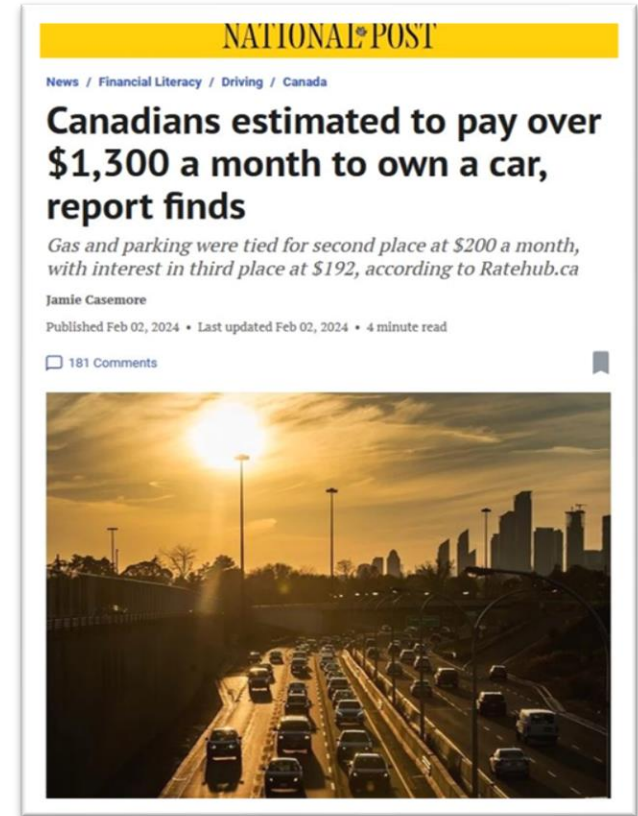 NATIONAL POST
News / Financial Literacy / Driving / Canada
Canadians estimated to pay over
$1,300 a month to own a car,
report finds
Gas and parking were tied for second place at $200 a month,
with interest in third place at $192, according to Ratehub.ca
Jamie Casemore
Published Feb 02, 2024 • Last updated Feb 02, 2024 • 4 minute read
181 Comments